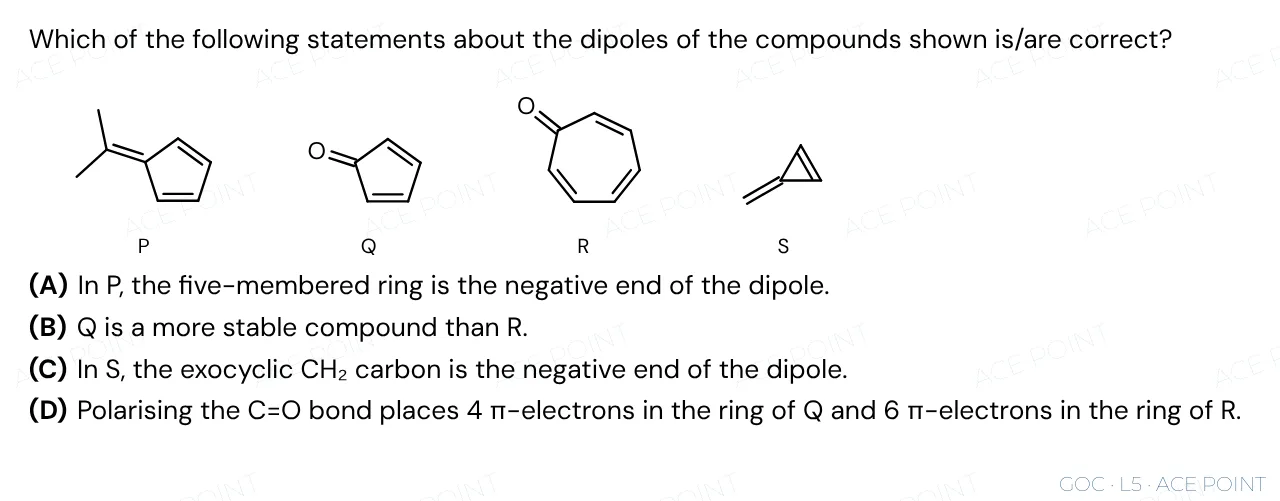 Which of the following statements about the dipoles of the compounds shown is/are correct?
O
O
P
Q
R
S
(A) In P, the five-membered ring is the negative end of the dipole.
(B) Q is a more stable compound than R.
(C) In S, the exocyclic CH₂ carbon is the negative end of the dipole.
(D) Polarising the C=O bond places 4 π-electrons in the ring of Q and 6 π-electrons in the ring of R.
GOC · L5 · ACE POINT